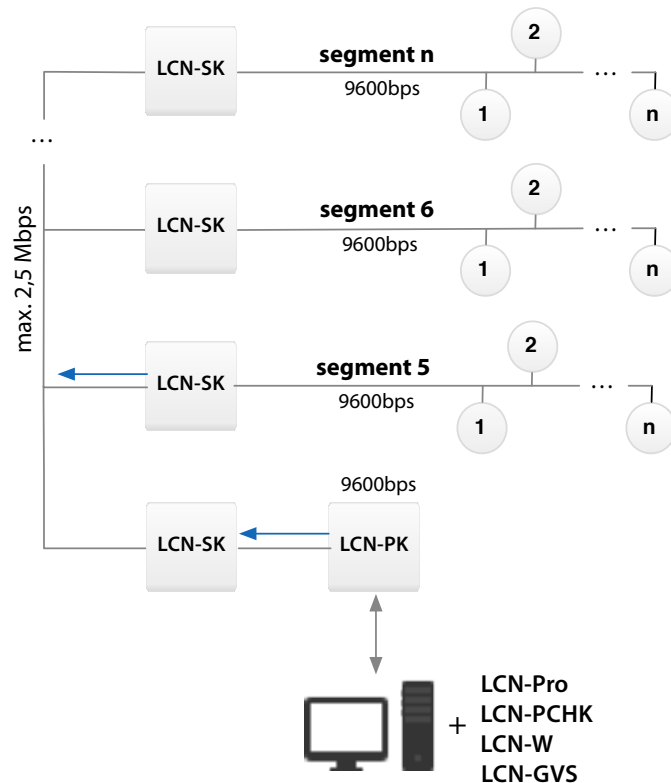 2
LCN-SK
segment n
...
9600bps
1
n
...
max. 2,5 Mbps
2
LCN-SK
segment 6
...
9600bps
1
n
2
LCN-SK
segment 5
...
9600bps
1
n
9600bps
LCN-SK
LCN-PK
+
LCN-Pro
LCN-PCHK
LCN-W
LCN-GVS